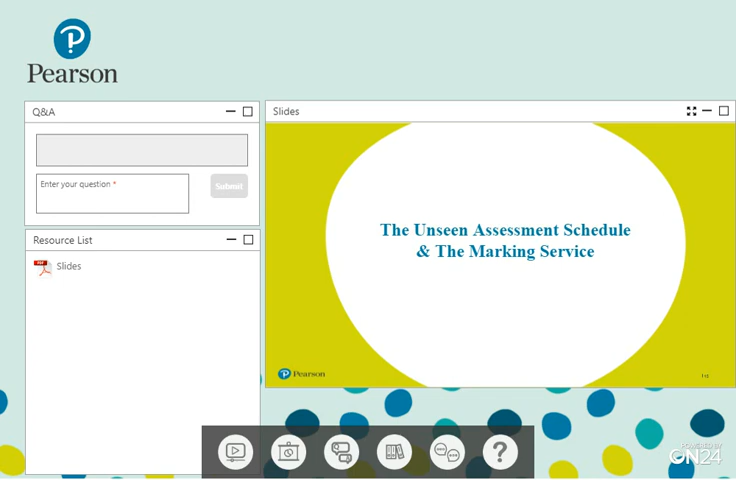 Pearson
Q&A
Enter your question *
Submit
Resource List
PDF
Slides
Slides
The Unseen Assessment Schedule
& The Marking Service
Pearson
?
POWERED BY
ON24